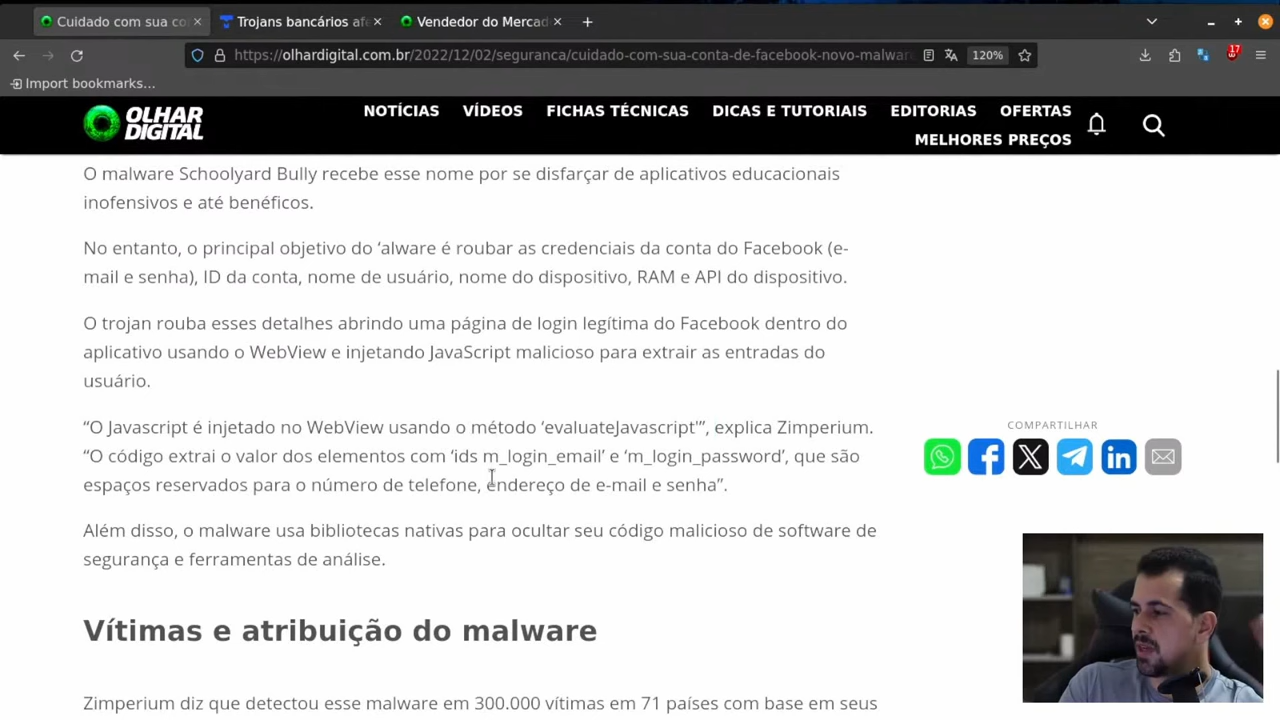 Cuidado com sua co
Trojans bancários afe
Vendedor do Mercad
https://olhardigital.com.br/2022/12/02/seguranca/cuidado-com-sua-conta-de-facebook-novo-malwar
120%
17
Import bookmarks...
OLHAR
DIGITAL
NOTÍCIAS
VÍDEOS
FICHAS TÉCNICAS
DICAS E TUTORIAIS
EDITORIAS
OFERTAS
MELHORES PREÇOS
O malware Schoolyard Bully recebe esse nome por se disfarçar de aplicativos educacionais
inofensivos e até benéficos.
No entanto, o principal objetivo do ‘alware é roubar as credenciais da conta do Facebook (e-
mail e senha), ID da conta, nome de usuário, nome do dispositivo, RAM e API do dispositivo.
O trojan rouba esses detalhes abrindo uma página de login legítima do Facebook dentro do
aplicativo usando o WebView e injetando JavaScript malicioso para extrair as entradas do
usuário.
“O Javascript é injetado no WebView usando o método ‘evaluateJavascript'”, explica Zimperium.
“O código extrai o valor dos elementos com ‘ids m_login_email’ e ‘m_login_password’, que são
espaços reservados para o número de telefone, endereço de e-mail e senha”.
COMPARTILHAR
Além disso, o malware usa bibliotecas nativas para ocultar seu código malicioso de software de
segurança e ferramentas de análise.
Vítimas e atribuição do malware
Zimperium diz que detectou esse malware em 300.000 vítimas em 71 países com base em seus